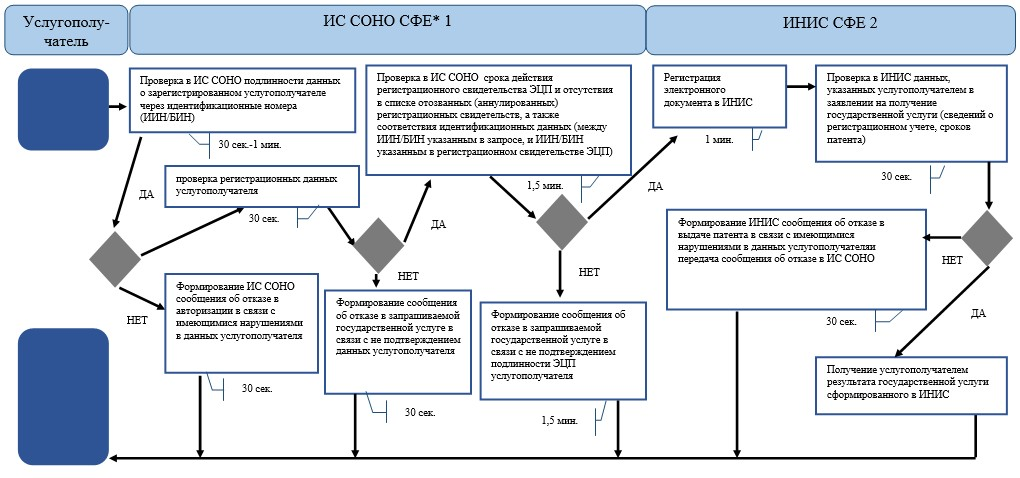 Услугополу-
чатель
ИС СОНО СФЕ* 1
ИНИС СФЕ 2
Проверка в ИС СОНО подлинности данных
о зарегистрированном услугополучателе
через идентификационные номера
(ИИН/БИН)
30 сек.-1 мин.
проверка регистрационных данных
услугополучателя
30 сек.
ДА
НЕТ
Формирование ИС СОНО
сообщения об отказе в
авторизации в связи с
имеющимися нарушениями
в данных услугополучателя
30 сек.
Проверка в ИС СОНО срока действия
регистрационного свидетельства ЭЦП и отсутствия
в списке отозванных (аннулированных)
регистрационных свидетельств, а также
соответствия идентификационных данных (между
ИИН/БИН указанным в запросе, и ИИН/БИН
указанным в регистрационном свидетельстве ЭЦП)
1,5 мин.
ДА
НЕТ
Формирование сообщения
об отказе в запрашиваемой
государственной услуге в
связи с не подтверждением
данных услугополучателя
30 сек.
ДА
НЕТ
Формирование сообщения об
отказе в запрашиваемой
государственной услуге в
связи с не подтверждением
подлинности ЭЦП
услугополучателя
1,5 мин.
Регистрация
электронного
документа в ИНИС
1 мин.
Проверка в ИНИС данных,
указанных услугополучателем в
заявлении на получение
государственной услуги (сведений о
регистрационном учете, сроков
патента)
30 сек.
Формирование ИНИС сообщения об отказе в
выдаче патента в связи с имеющимися
нарушениями в данных услугополучателяи
передача сообщения об отказе в ИС СОНО
НЕТ
30 сек.
ДА
Получение услугополучателем
результата государственной услуги
сформированного в ИНИС